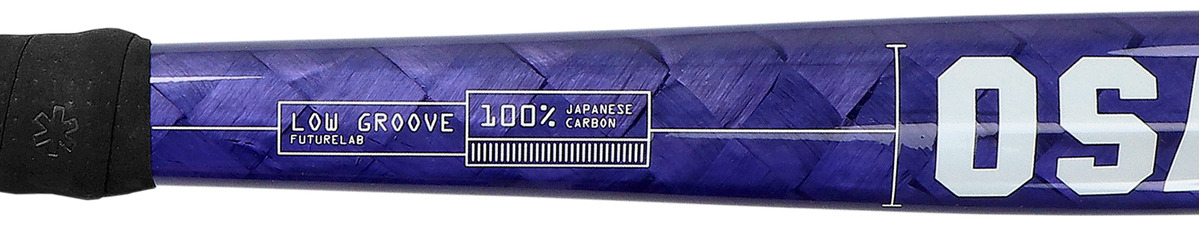 LOW GROOVE
FUTURELAB
100%
JAPANESE
CARBON
OSA